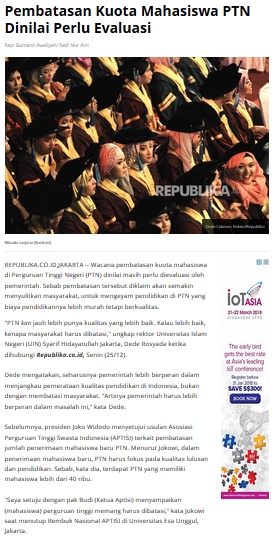 Pembatasan Kuota Mahasiswa PTN
Dinilai Perlu Evaluasi
Rep: Gumanti Awaliyah/ Red: Nur Aini
REPUBLIKA
Wisuda sarjana (ilustrasi)
REPUBLIKA.CO.ID,JAKARTA -- Wacana pembatasan kuota mahasiswa
di Perguruan Tinggi Negeri (PTN) dinilai masih perlu dievaluasi oleh
pemerintah. Sebab pembatasan tersebut diklaim akan semakin
menyulitkan masyarakat, untuk mengeyam pendidikan di PTN yang
biaya pendidikannya lebih murah tetapi berkualitas.
"PTN kan jauh lebih punya kualitas yang lebih baik. Kalau lebih baik,
kenapa masyarakat harus dibatasi," ungkap rektor Universitas Islam
Negeri (UIN) Syarif Hidayatullah Jakarta, Dede Rosyada ketika
dihubungi Republika.co.id, Senin (25/12).
Dede mengatakan, seharusnya pemerintah lebih berperan dalam
menjangkau pemerataan kualitas pendidikan di Indonesia, bukan
dengan membatasi masyarakat. "Artinya pemerintah harus lebih
berperan dalam masalah ini," kata Dede.
Sebelumnya, presiden Joko Widodo menyetujui usulan Asosiasi
Perguruan Tinggi Swasta Indonesia (APTISI) terkait pembatasan
jumlah penerimaan mahasiswa baru PTN. Menurut Jokowi, dalam
penerimaan mahasiswa baru, PTN harus fokus pada kualitas lulusan
dan pendidikan. Sebab, kata dia, terdapat PTN yang memiliki
mahasiswa lebih dari 40 ribu.
"Saya setuju dengan pak Budi (Ketua Aptisi) menyampaikan
(mahasiswa) perguruan tinggi memang harus dibatasi," kata Jokowi
saat menutup Rembuk Nasional APTISI di Universitas Esa Unggul,
Jakarta.
IoT
ASIA
21-22 March 2018
SINGAPORE EXPO
The early bird
gets the best
rate at Asia's
leading IoT
conference!
Register before
31 Jan 2018 to
SAVE $300!
BOOK NOW